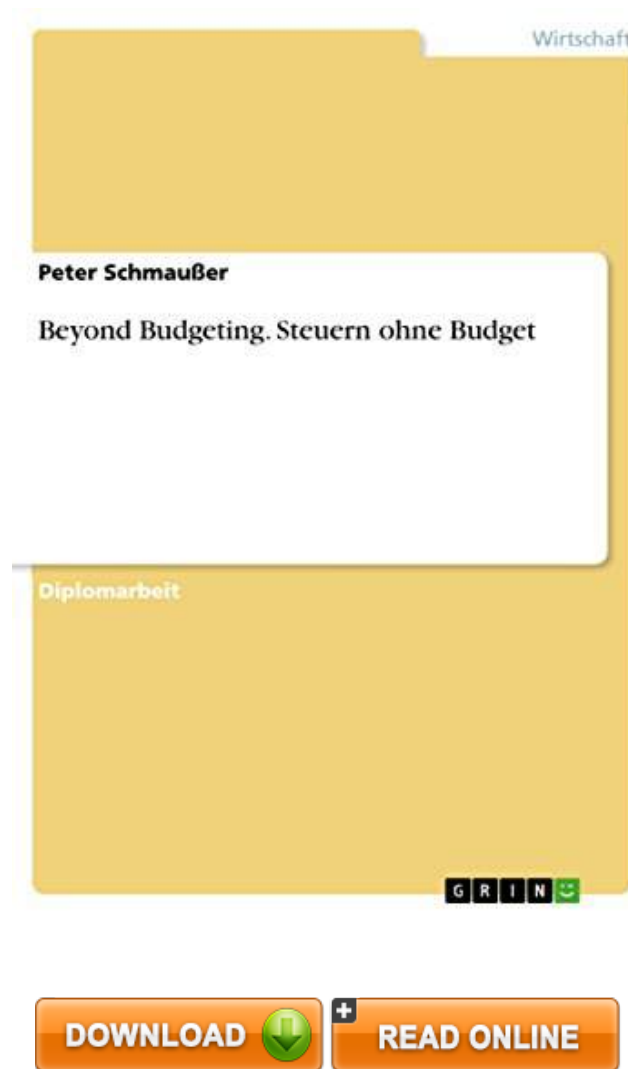 Wirtschaft
Peter Schmaußer
Beyond Budgeting. Steuern ohne Budget
Diplomarbeit
GRIN
DOWNLOAD
READ ONLINE